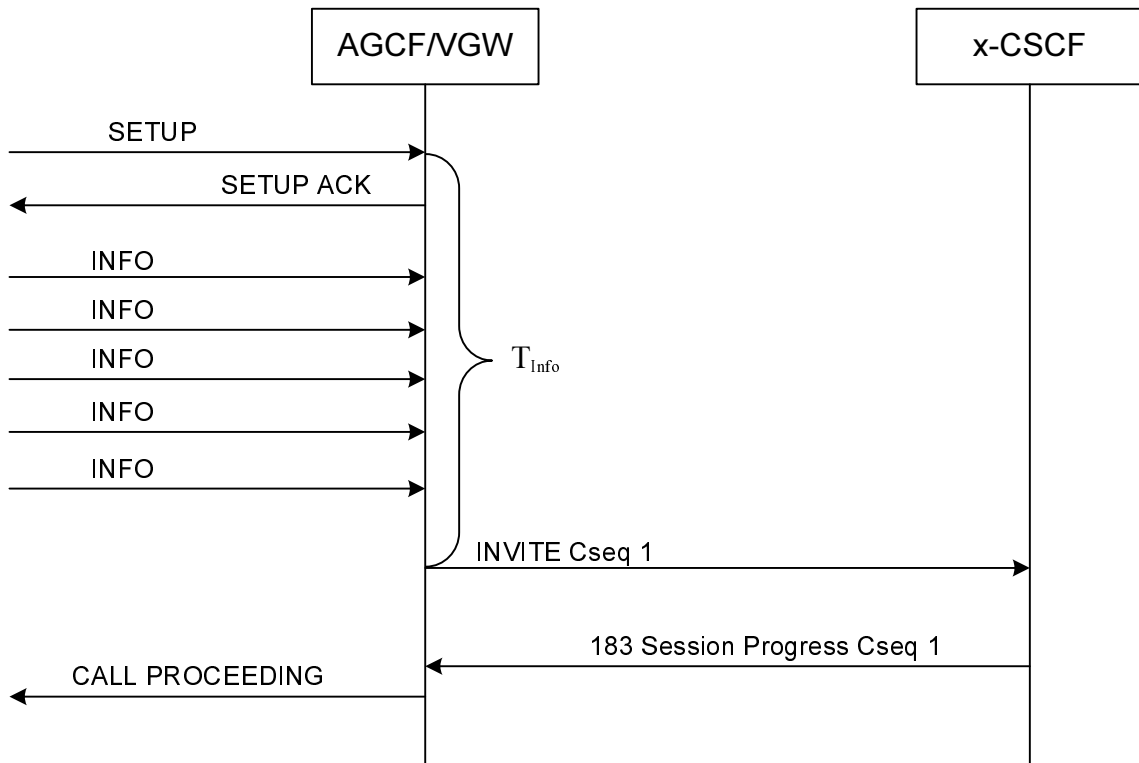 AGCF/VGW
x-CSCF
SETUP
SETUP ACK
INFO
INFO
INFO
INFO
INFO
TInfo
INVITE Cseq 1
183 Session Progress Cseq 1
CALL PROCEEDING